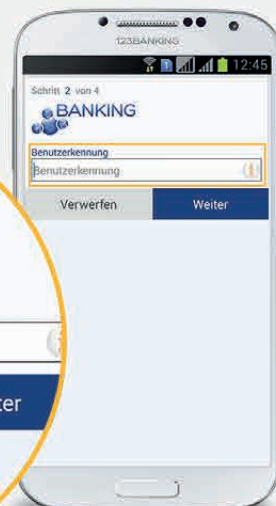 123BANKING
12:45
Schritt 2 von 4
BANKING
Benutzerkennung
Benutzerkennung
Verwerfen
Weiter
ter